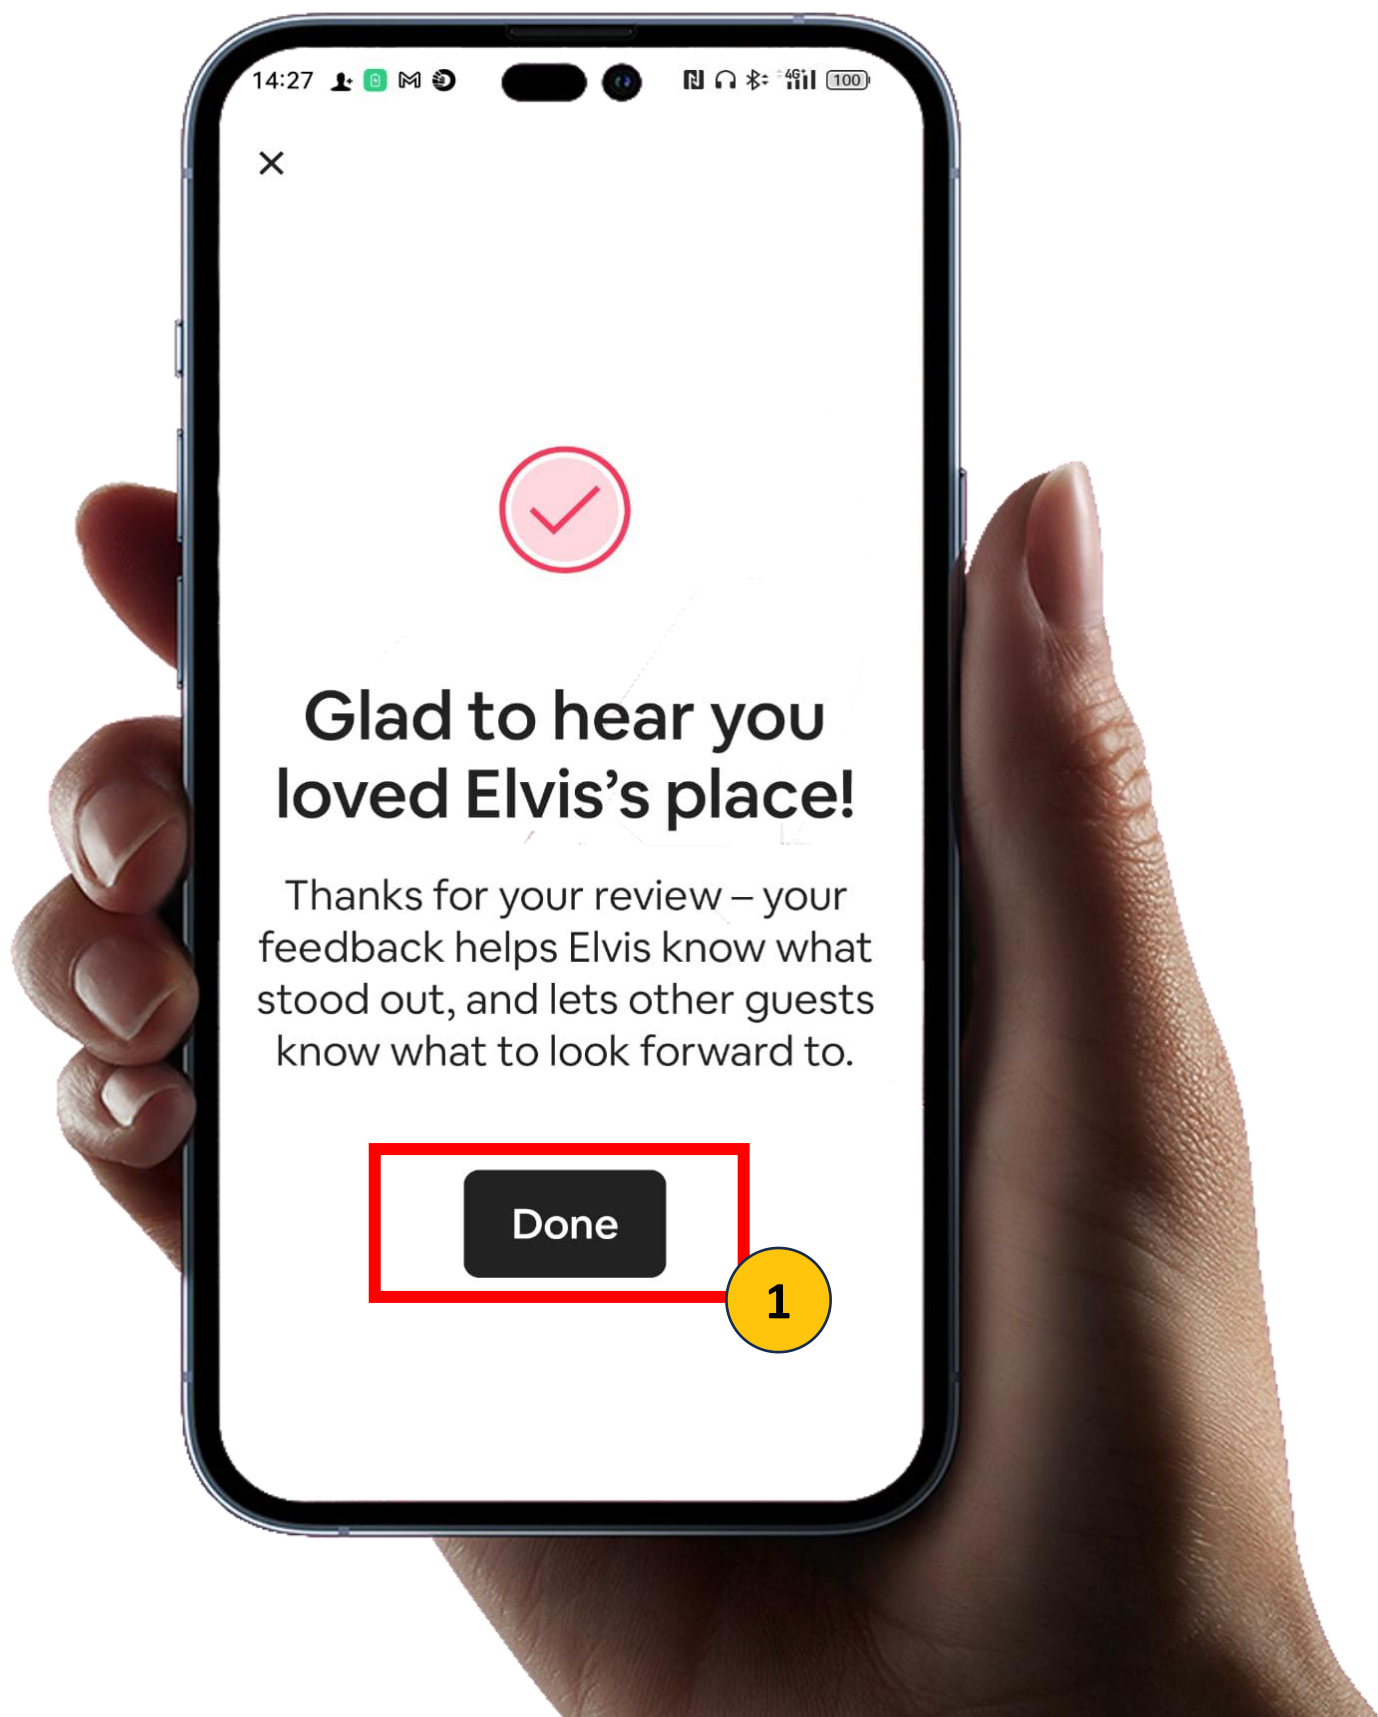 14:27 4G+ 100
Glad to hear you
loved Elvis’s place!
Thanks for your review – your
feedback helps Elvis know what
stood out, and lets other guests
know what to look forward to.
Done
1